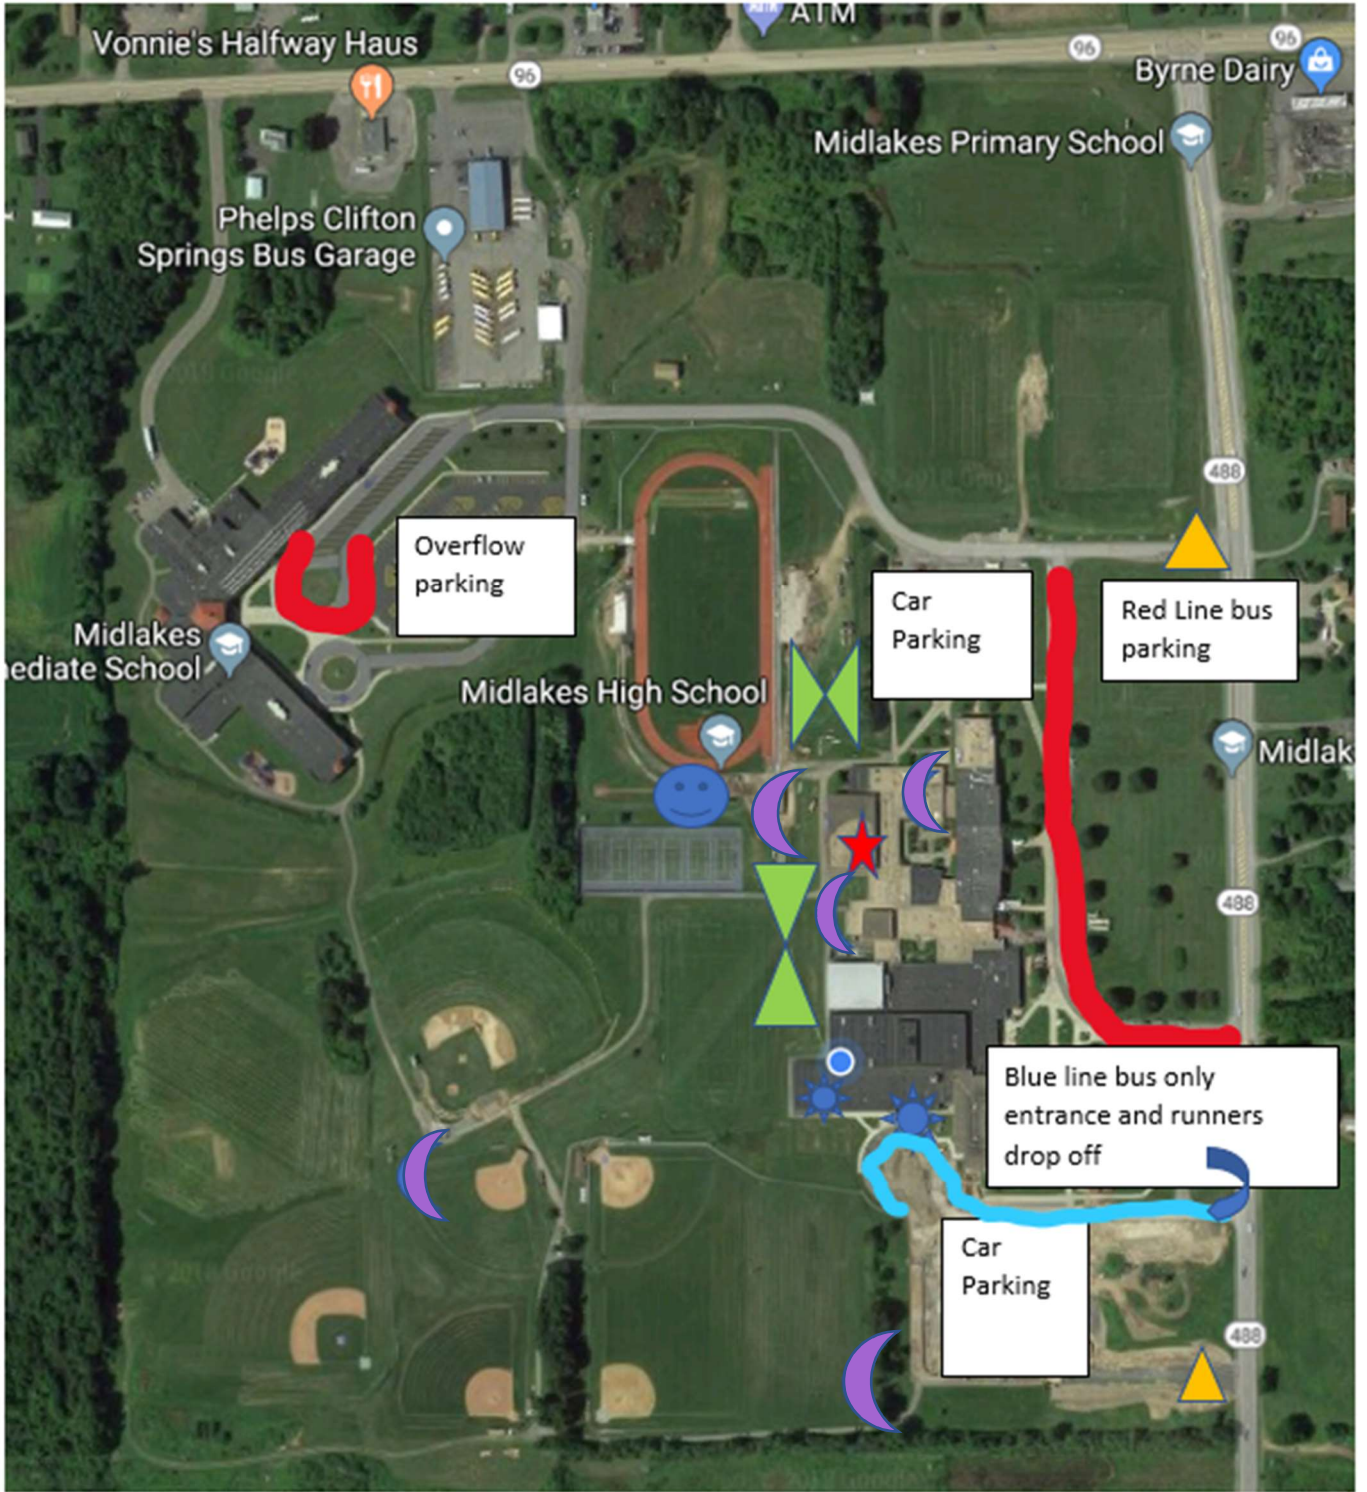 ATM
Vonnie's Halfway Haus
96
96
96
Byrne Dairy
Midlakes Primary School
Phelps Clifton
Springs Bus Garage
488
Overflow
parking
Car
Parking
Red Line bus
parking
Midlakes
mediate School
Midlakes High School
Midlak
488
Blue line bus only
entrance and runners
drop off
Car
Parking
488